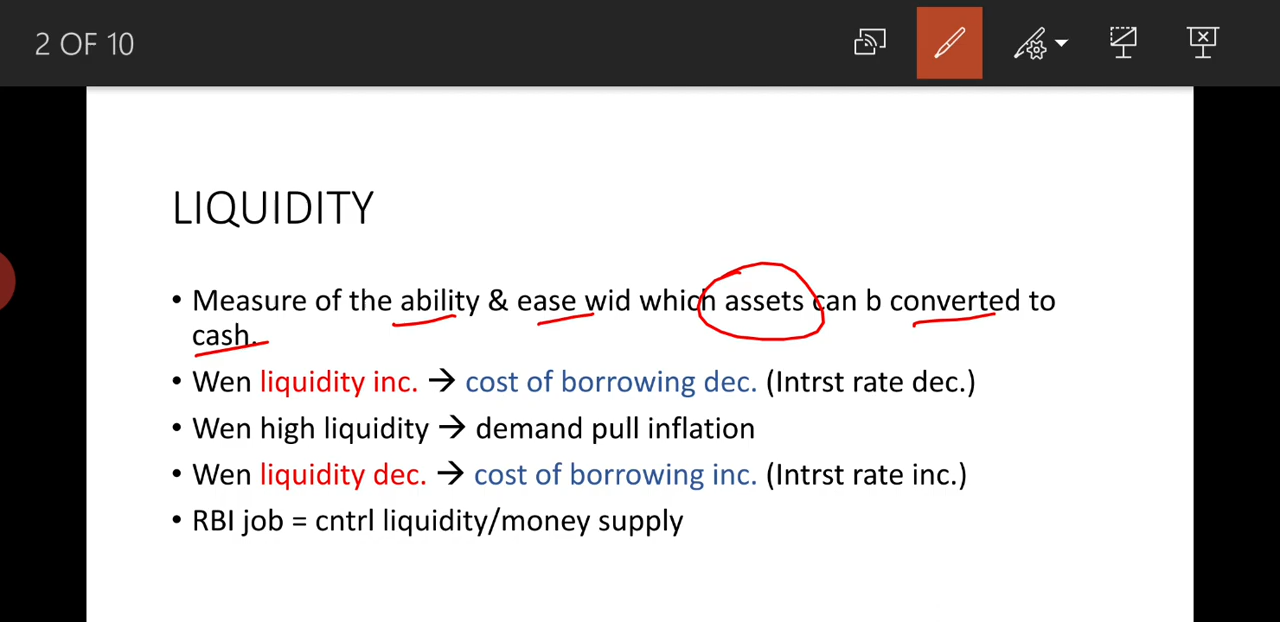 2 OF 10
LIQUIDITY
• Measure of the ability & ease wid which assets can b converted to
cash.
• Wen liquidity inc. → cost of borrowing dec. (Intrst rate dec.)
• Wen high liquidity → demand pull inflation
• Wen liquidity dec. → cost of borrowing inc. (Intrst rate inc.)
• RBI job = cntrl liquidity/money supply